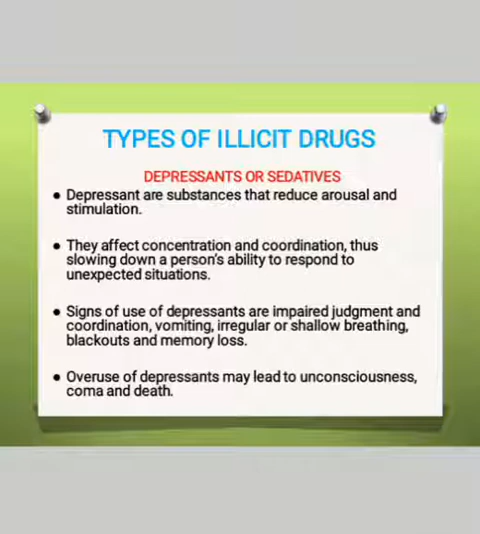 TYPES OF ILLICIT DRUGS
DEPRESSANTS OR SEDATIVES
● Depressant are substances that reduce arousal and
stimulation.
● They affect concentration and coordination, thus
slowing down a person's ability to respond to
unexpected situations.
● Signs of use of depressants are impaired judgment and
coordination, vomiting, irregular or shallow breathing,
blackouts and memory loss.
● Overuse of depressants may lead to unconsciousness,
coma and death.